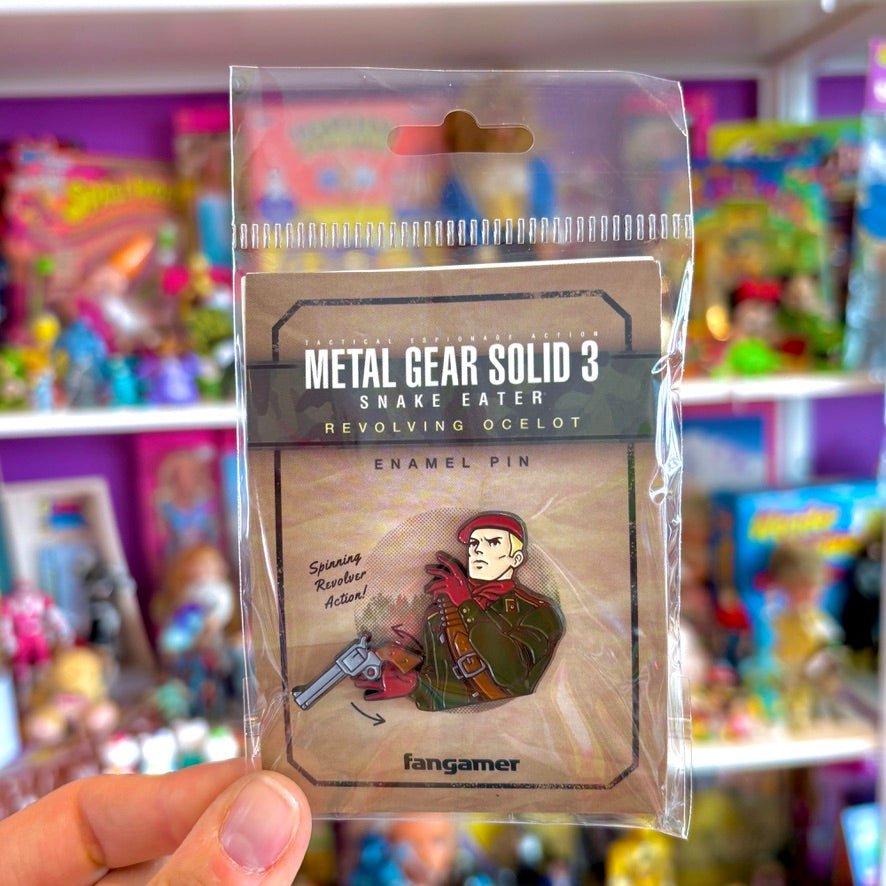 TACTICAL ESPIONAGE ACTION
METAL GEAR SOLID 3
SNAKE EATER
REVOLVING OCELOT
ENAMEL PIN
Spinning
Revolver
Action!
fangamer